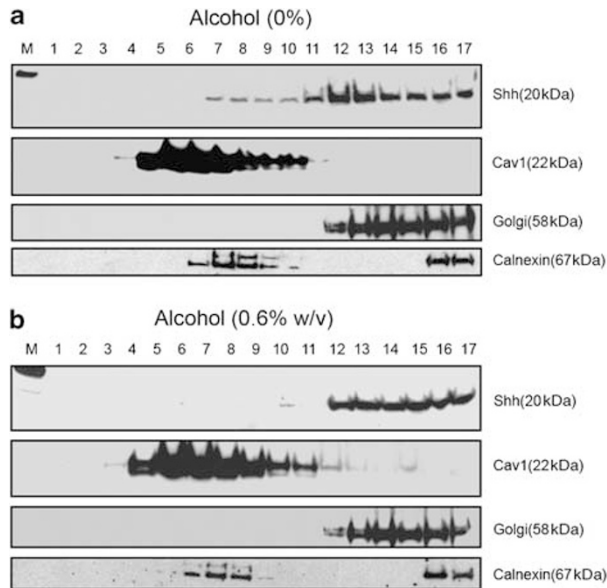 a
Alcohol (0%)
M 1 2 3 4 5 6 7 8 9 10 11 12 13 14 15 16 17
Shh(20kDa)
Cav1(22kDa)
Golgi(58kDa)
Calnexin(67kDa)
b
Alcohol (0.6% w/v)
M 1 2 3 4 5 6 7 8 9 10 11 12 13 14 15 16 17
Shh(20kDa)
Cav1(22kDa)
Golgi(58kDa)
Calnexin(67kDa)